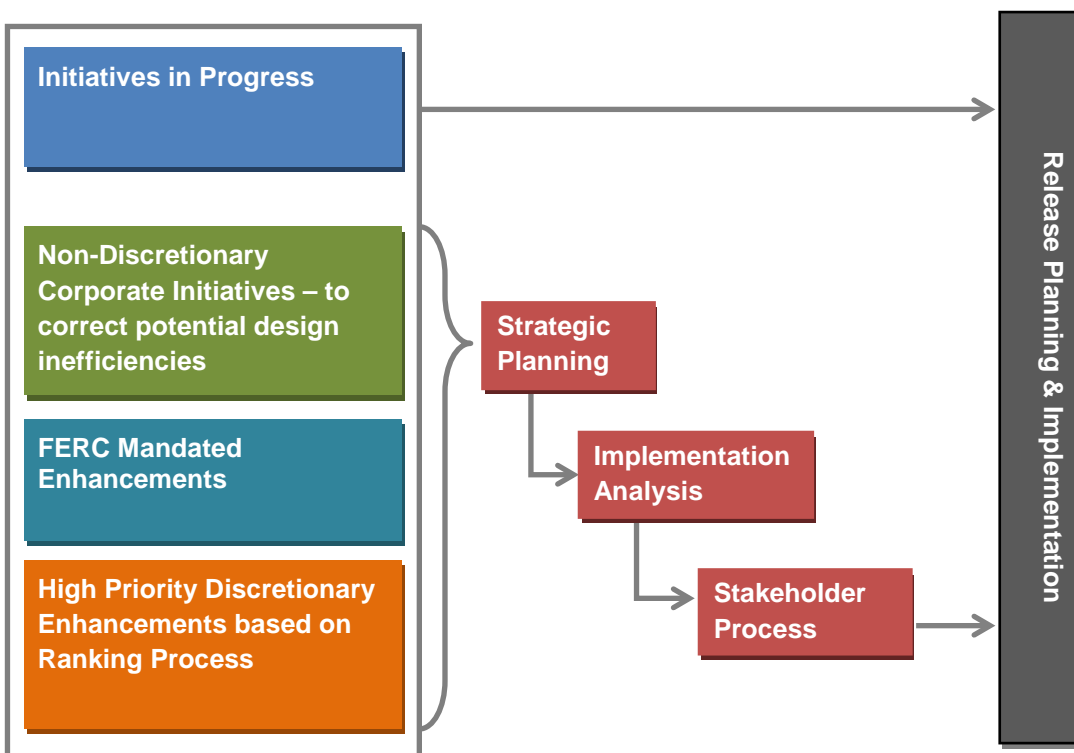 Initiatives in Progress
Non-Discretionary
Corporate Initiatives – to
correct potential design
inefficiencies
FERC Mandated
Enhancements
High Priority Discretionary
Enhancements based on
Ranking Process
Strategic
Planning
Implementation
Analysis
Stakeholder
Process
Release Planning & Implementation